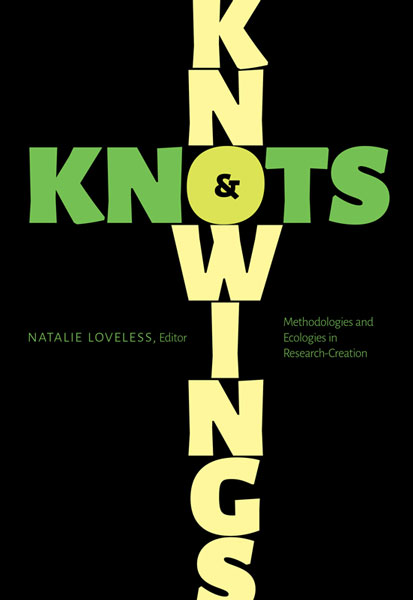 KNOTS
&
KNOWINGS
NATALIE LOVELESS, Editor
Methodologies and
Ecologies in
Research-Creation